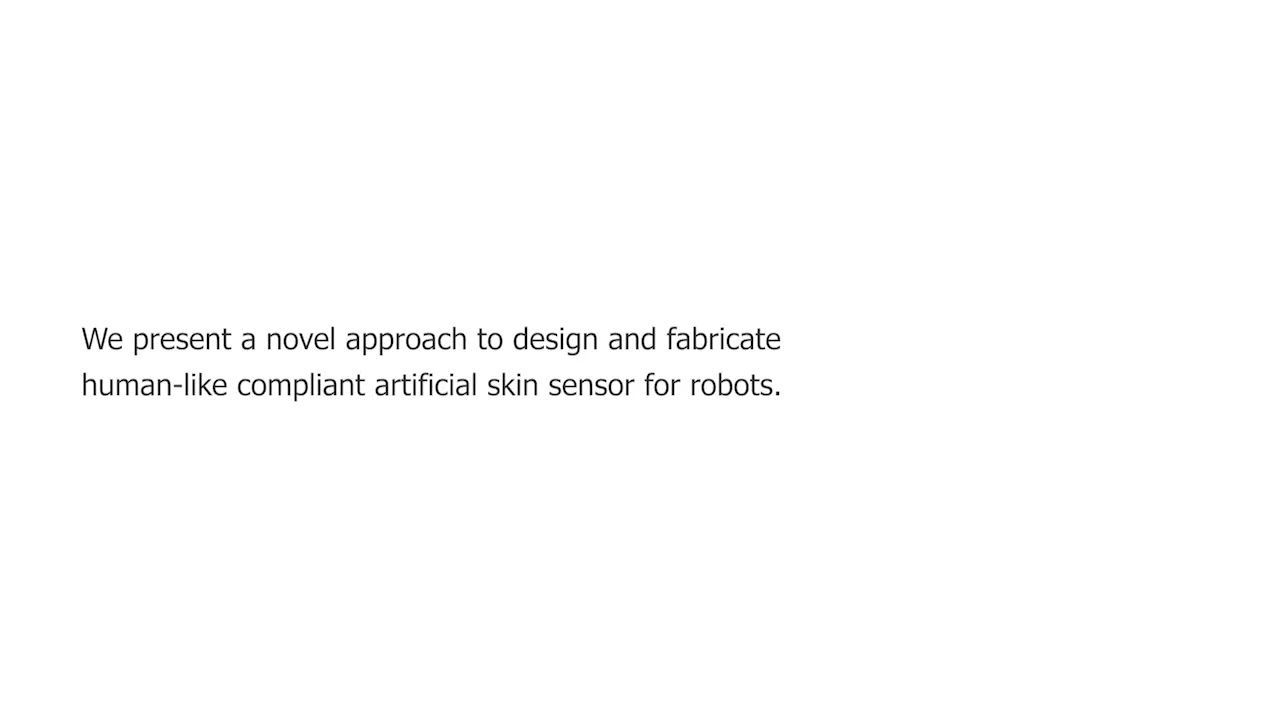 We present a novel approach to design and fabricate
human-like compliant artificial skin sensor for robots.